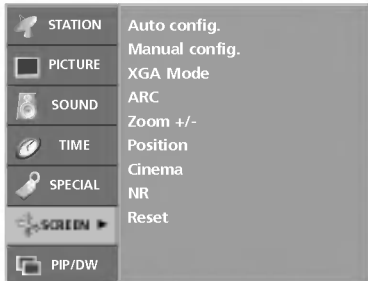 STATION
PICTURE
SOUND
TIME
SPECIAL
SCREEN
PIP/DW
Auto config.
Manual config.
XGA Mode
ARC
Zoom +/-
Position
Cinema
NR
Reset